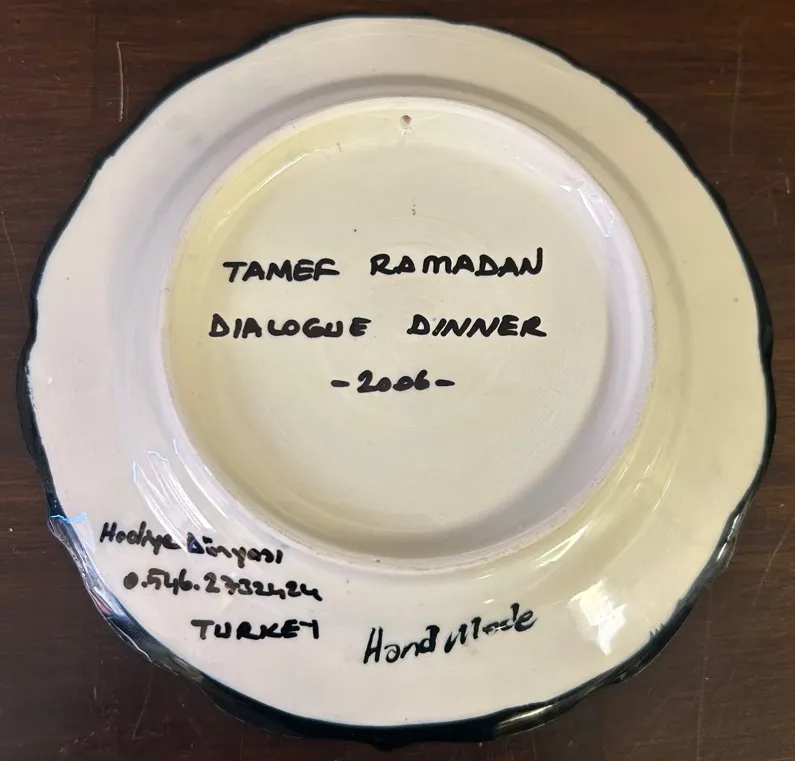 TAMEF RAMADAN
DIALOGUE DINNER
-2006-
Hediye Dünyası
0.546.2732424
TURKEY
Hand Made